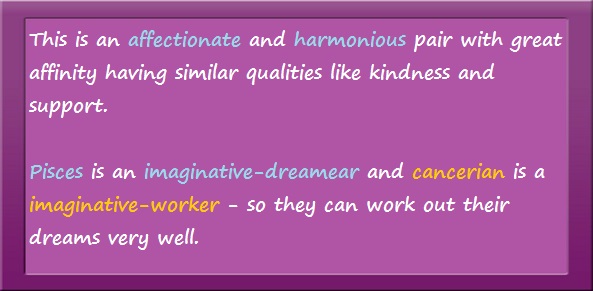 This is an affectionate and harmonious pair with great
affinity having similar qualities like kindness and
support.
Pisces is an imaginative-dreamear and cancerian is a
imaginative-worker - so they can work out their
dreams very well.